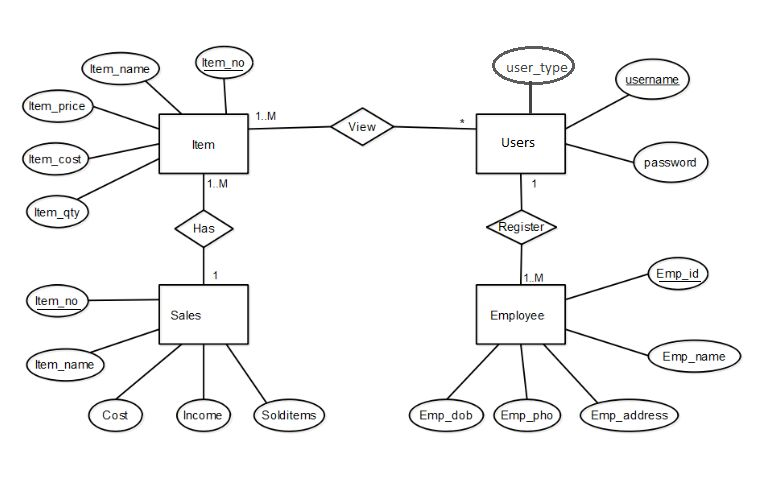 user_type
Item_no
Item_name
username
Item_price
1..M
View
*
Item
Users
Item_cost
password
1..M
1
Item_qty
Has
Register
1
1..M
Emp_id
Item_no
Sales
Employee
Emp_name
Item_name
Cost
Income
Solditems
Emp_dob
Emp_pho
Emp_address